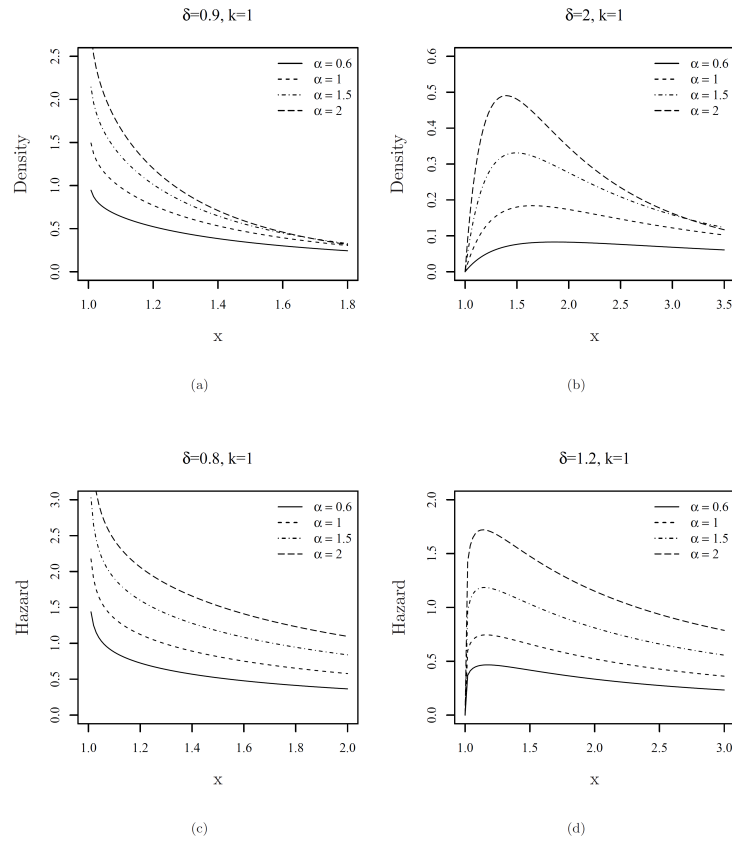 δ=0.9, k=1
Density
2.5
2.0
1.5
1.0
0.5
0.0
α = 0.6
α = 1
α = 1.5
α = 2
1.0 1.2 1.4 1.6 1.8
x
(a)
δ=2, k=1
Density
0.6
0.5
0.4
0.3
0.2
0.1
0.0
α = 0.6
α = 1
α = 1.5
α = 2
1.0 1.5 2.0 2.5 3.0 3.5
x
(b)
δ=0.8, k=1
Hazard
3.0
2.5
2.0
1.5
1.0
0.5
0.0
α = 0.6
α = 1
α = 1.5
α = 2
1.0 1.2 1.4 1.6 1.8 2.0
x
(c)
δ=1.2, k=1
Hazard
2.0
1.5
1.0
0.5
0.0
α = 0.6
α = 1
α = 1.5
α = 2
1.0 1.5 2.0 2.5 3.0
x
(d)